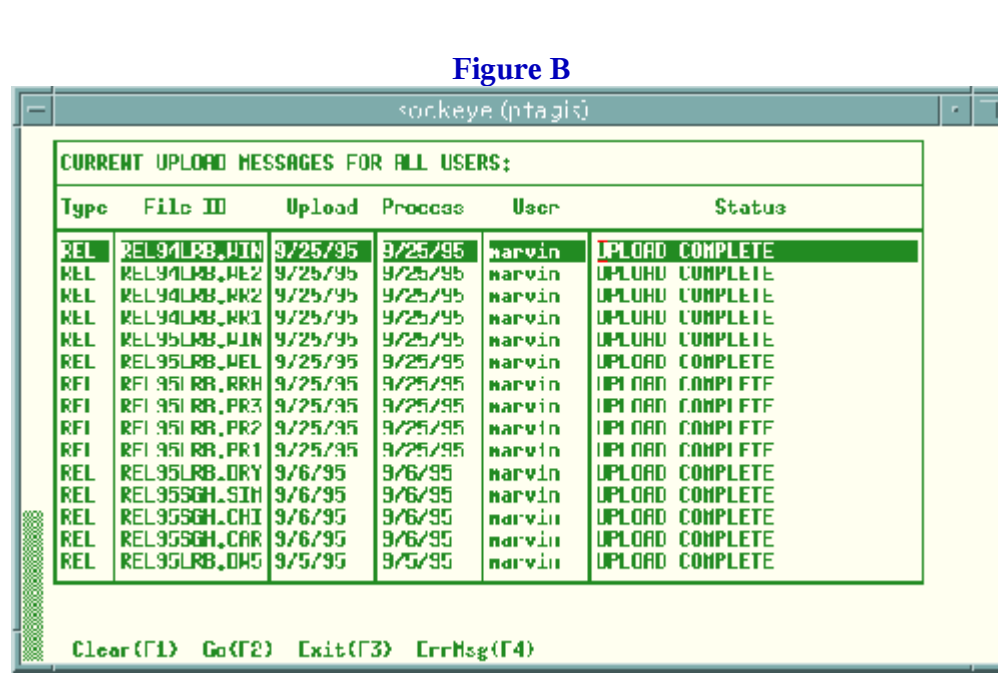 Figure B
sockeye (ptagis)
CURRENT UPLOAD MESSAGES FOR ALL USERS:
Type File ID Upload Process User Status
REL REL94LRB.WIN 9/25/95 9/25/95 marvin UPLOAD COMPLETE
REL REL94LRB.WE2 9/25/95 9/25/95 marvin UPLOAD COMPLETE
REL REL94LRB.RR2 9/25/95 9/25/95 marvin UPLOAD COMPLETE
REL REL94LRB.RR1 9/25/95 9/25/95 marvin UPLOAD COMPLETE
REL REL95LRB.WIN 9/25/95 9/25/95 marvin UPLOAD COMPLETE
REL REL95LRB.WEL 9/25/95 9/25/95 marvin UPLOAD COMPLETE
REL REL95LRB.RRH 9/25/95 9/25/95 marvin UPLOAD COMPLETE
REL REL95LRB.PR3 9/25/95 9/25/95 marvin UPLOAD COMPLETE
REL REL95LRB.PR2 9/25/95 9/25/95 marvin UPLOAD COMPLETE
REL REL95LRB.PR1 9/25/95 9/25/95 marvin UPLOAD COMPLETE
REL REL95LRB.DRY 9/6/95 9/6/95 marvin UPLOAD COMPLETE
REL REL95SGH.SIM 9/6/95 9/6/95 marvin UPLOAD COMPLETE
REL REL95SGH.CHI 9/6/95 9/6/95 marvin UPLOAD COMPLETE
REL REL95SGH.CAR 9/6/95 9/6/95 marvin UPLOAD COMPLETE
REL REL95LRB.DW5 9/5/95 9/5/95 marvin UPLOAD COMPLETE
Clear(F1) Go(F2) Exit(F3) ErrMsg(F4)